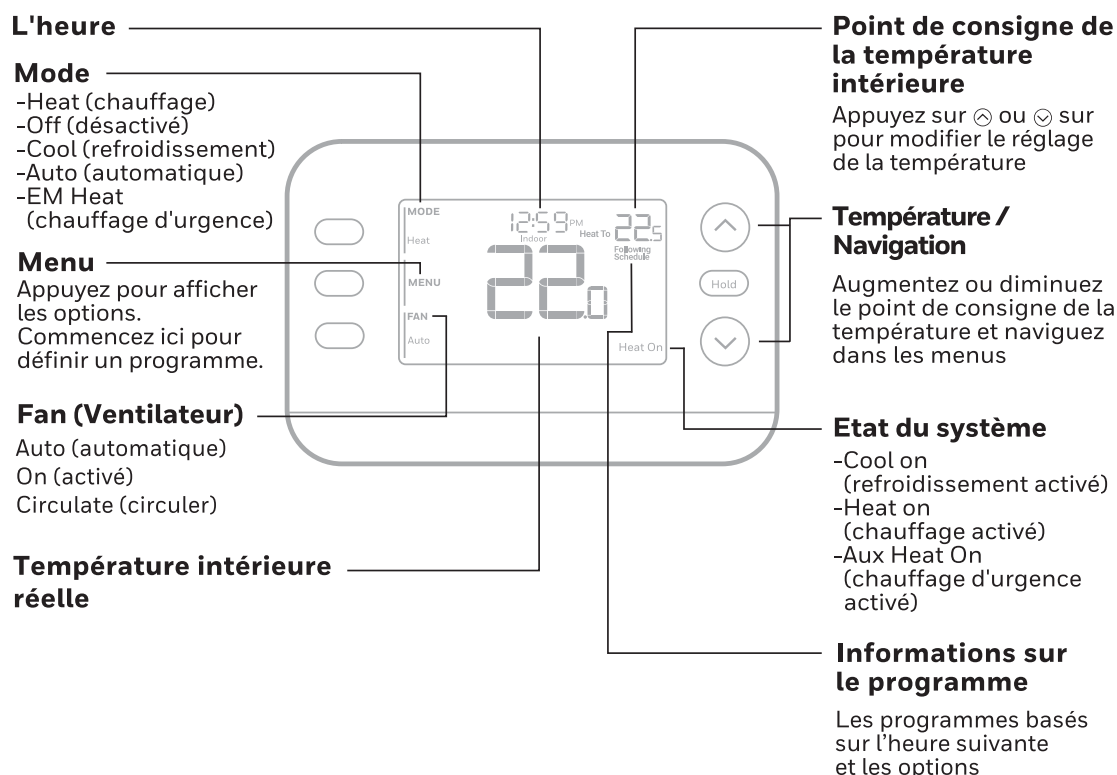 L'heure
Mode
-Heat (chauffage)
-Off (désactivé)
-Cool (refroidissement)
-Auto (automatique)
-EM Heat
(chauffage d'urgence)
Menu
Appuyez pour afficher
les options.
Commencez ici pour
définir un programme.
Fan (Ventilateur)
Auto (automatique)
On (activé)
Circulate (circuler)
Température intérieure
réelle
MODE
Heat
MENU
FAN
Auto
12:59 PM
Indoor
22.0
Heat To 22.5
Following
Schedule
Heat On
Hold
Point de consigne de
la température
intérieure
Appuyez sur ou sur
pour modifier le réglage
de la température
Température /
Navigation
Augmentez ou diminuez
le point de consigne de la
température et naviguez
dans les menus
Etat du système
-Cool on
(refroidissement activé)
-Heat on
(chauffage activé)
-Aux Heat On
(chauffage d'urgence
activé)
Informations sur
le programme
Les programmes basés
sur l'heure suivante
et les options